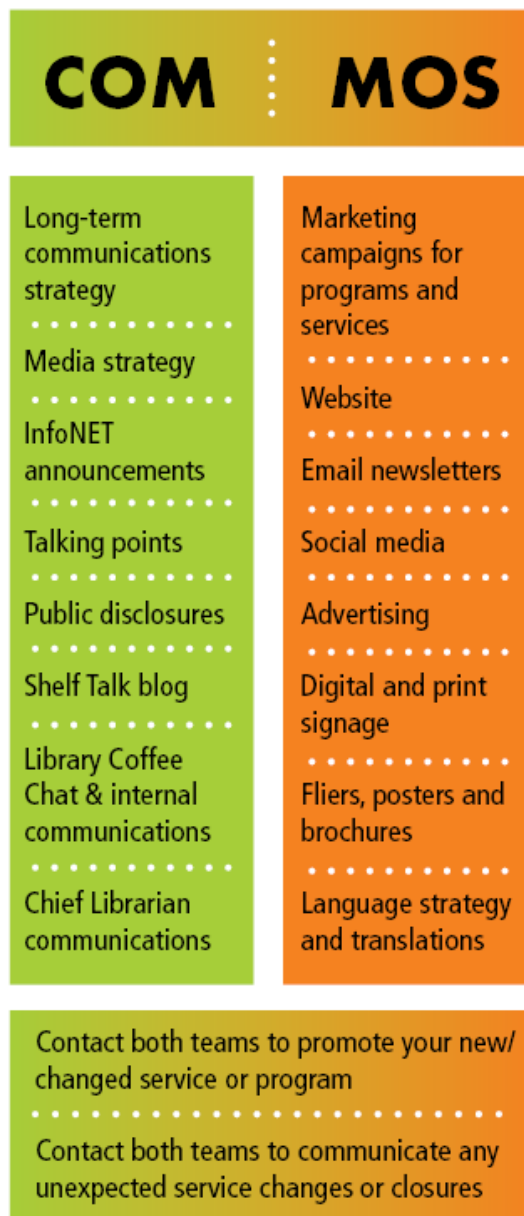 COM MOS
Long-term
communications
strategy
Media strategy
InfoNET
announcements
Talking points
Public disclosures
Shelf Talk blog
Library Coffee
Chat & internal
communications
Chief Librarian
communications
Marketing
campaigns for
programs and
services
Website
Email newsletters
Social media
Advertising
Digital and print
signage
Fliers, posters and
brochures
Language strategy
and translations
Contact both teams to promote your new/
changed service or program
Contact both teams to communicate any
unexpected service changes or closures